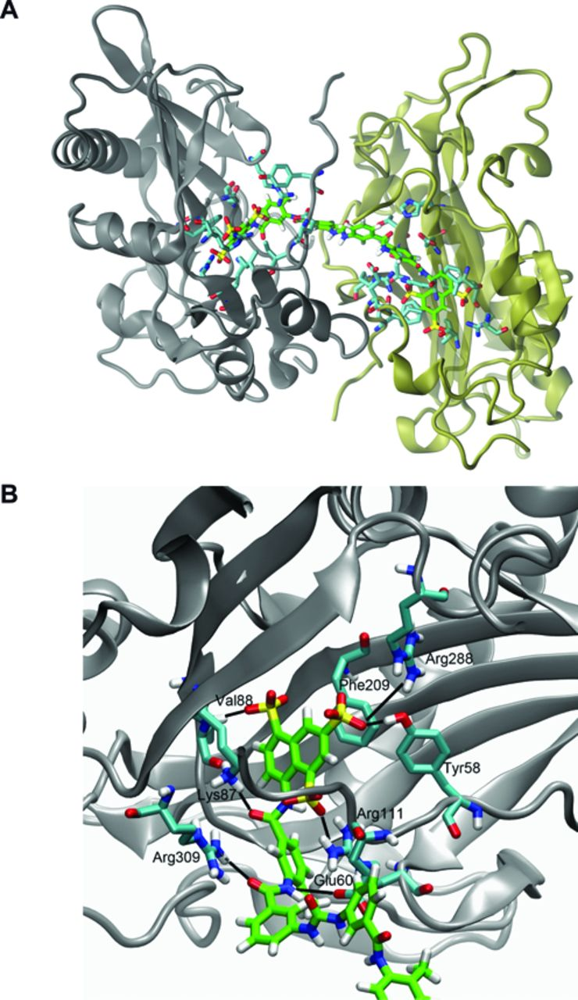 A
B
Arg288
Phe209
Val88
Tyr58
Lys87
Arg111
Arg309
Glu60